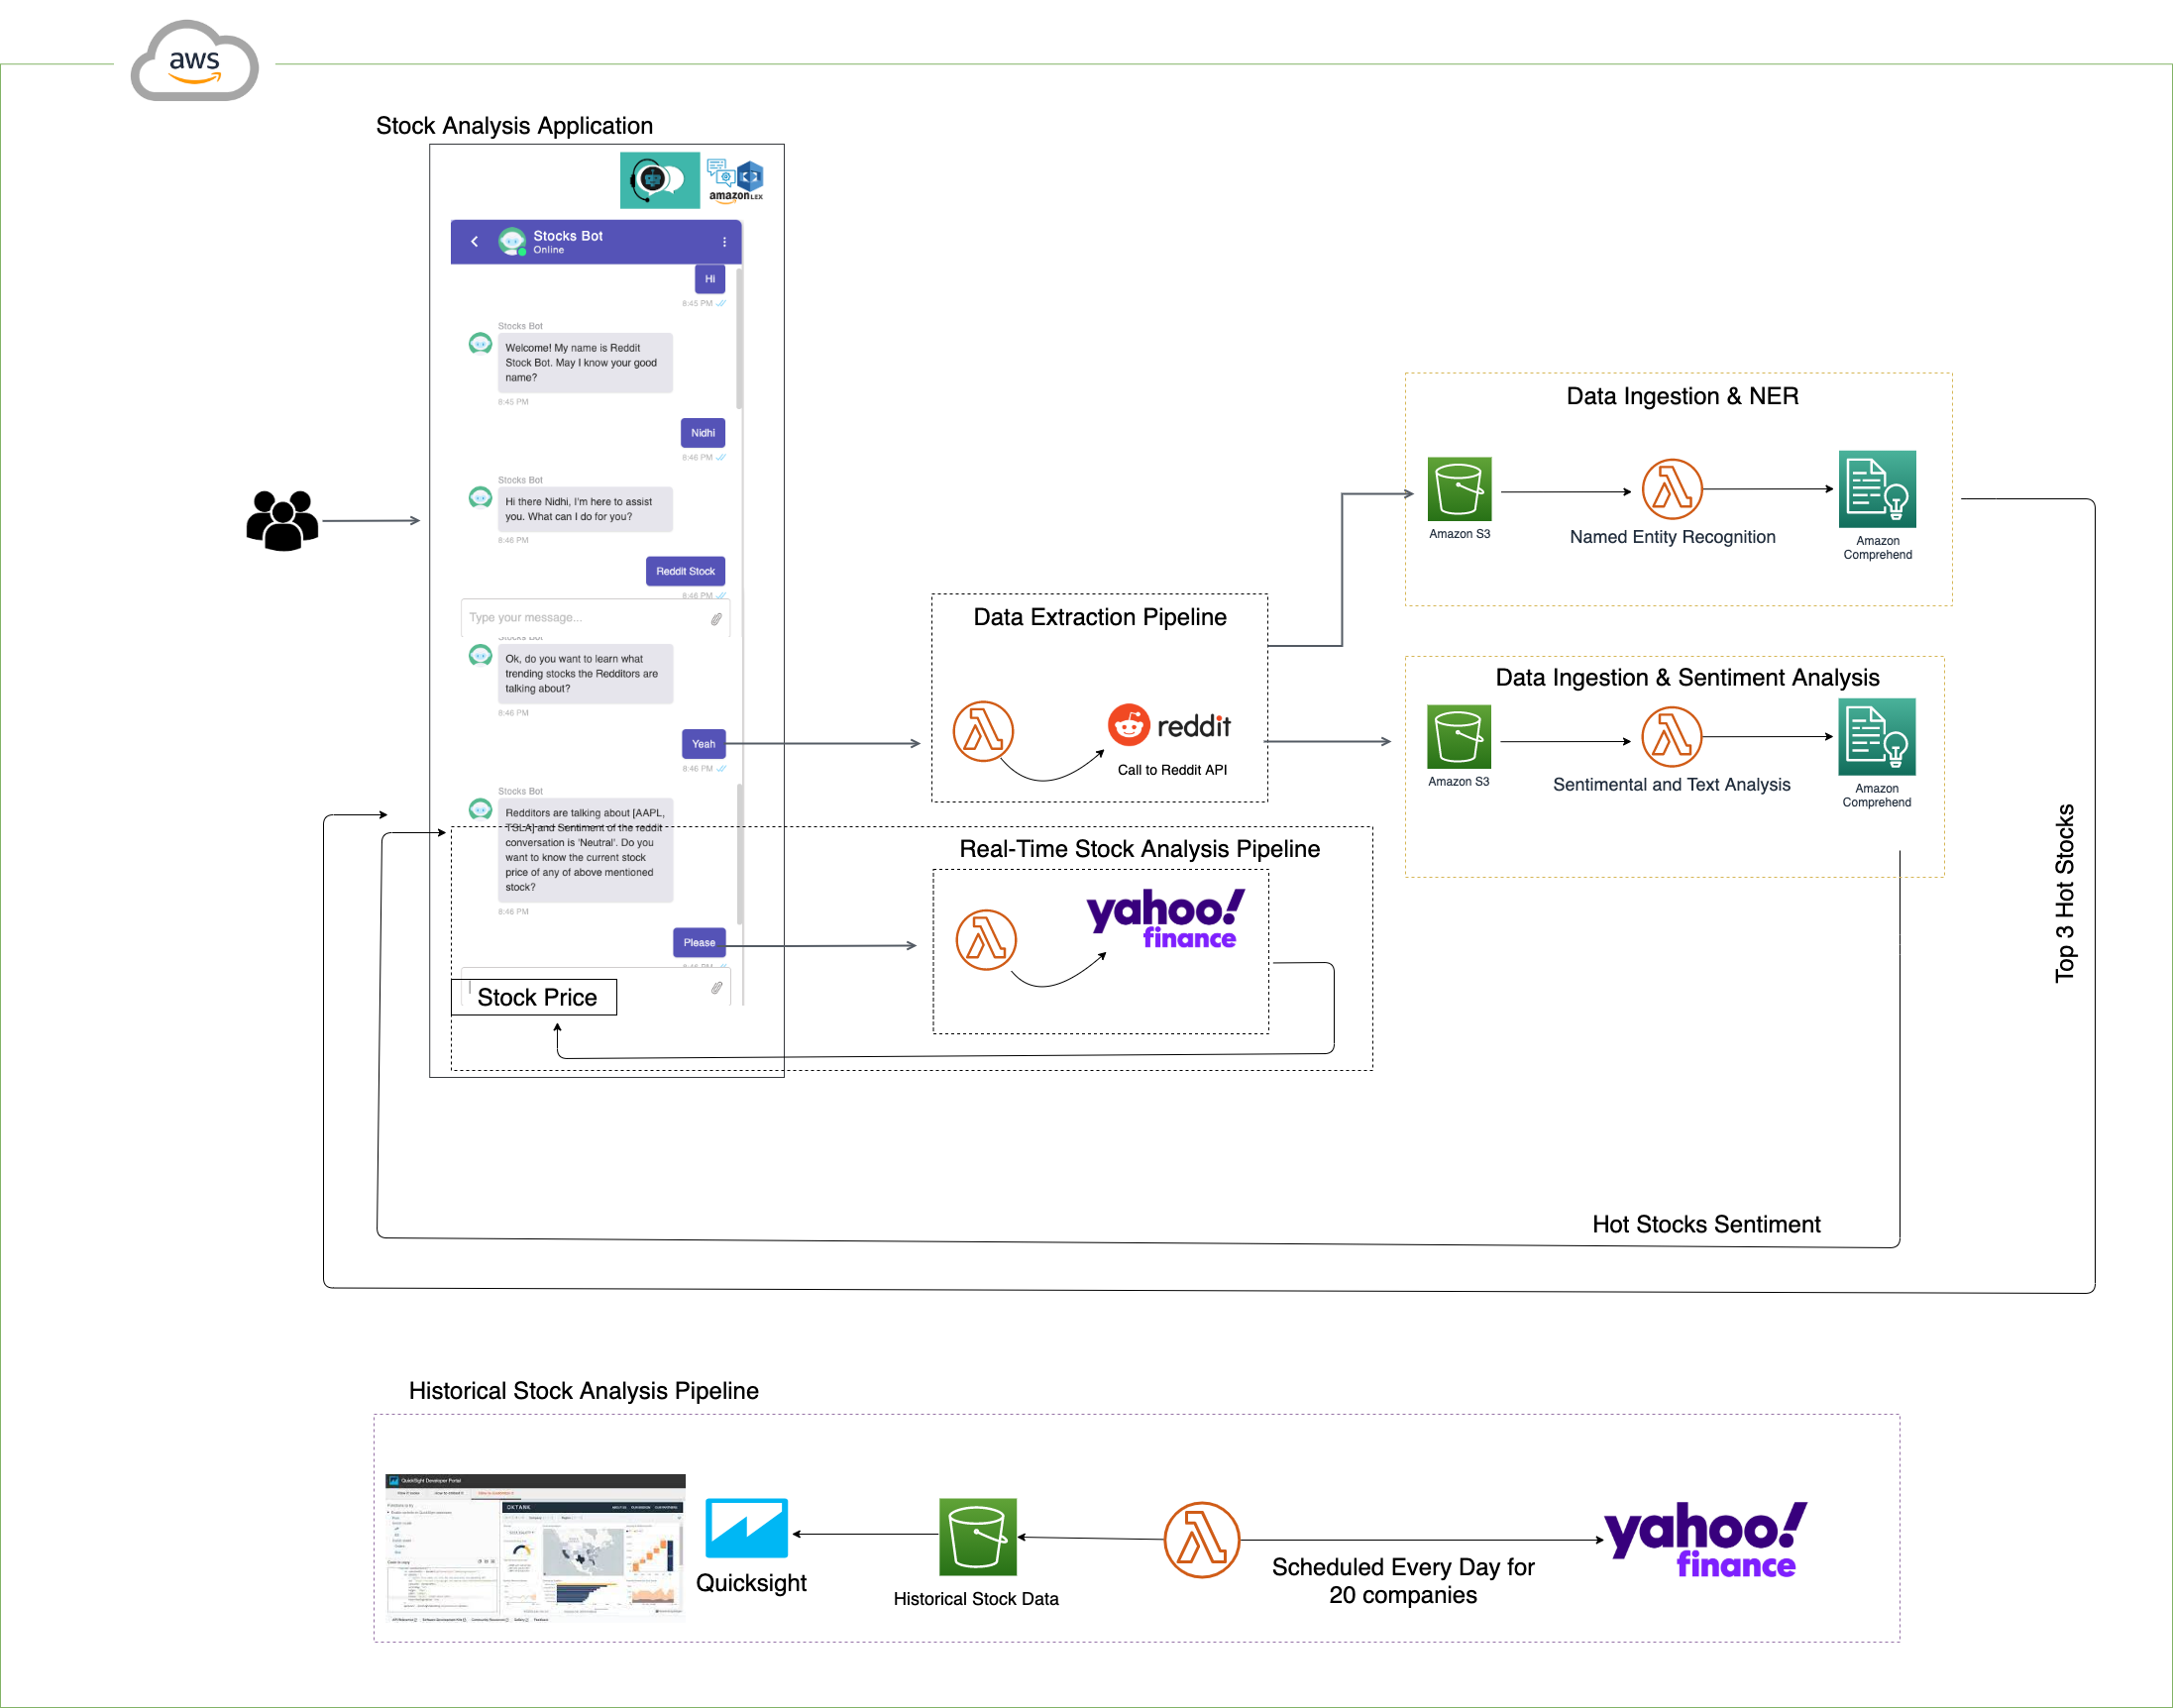 aws
Stock Analysis Application
amazon LEX
Stocks Bot
Online
Hi
8:45 PM
Stocks Bot
Welcome! My name is Reddit
Stock Bot. May I know your good
name?
8:45 PM
Nidhi
8:46 PM
Stocks Bot
Hi there Nidhi, I'm here to assist
you. What can I do for you?
8:46 PM
Reddit Stock
8:46 PM
Type your message...
Stocks Bot
Ok, do you want to learn what
trending stocks the Redditors are
talking about?
8:46 PM
Yeah
8:46 PM
Stocks Bot
Redditors are talking about [AAPL,
TSLA] and Sentiment of the reddit
conversation is 'Neutral'. Do you
want to know the current stock
price of any of above mentioned
stock?
8:46 PM
Please
8:46 PM
Stock Price
Data Extraction Pipeline
reddit
Call to Reddit API
Real-Time Stock Analysis Pipeline
yahoo!
finance
Data Ingestion & NER
Amazon S3
Named Entity Recognition
Amazon
Comprehend
Data Ingestion & Sentiment Analysis
Amazon S3
Sentimental and Text Analysis
Amazon
Comprehend
Top 3 Hot Stocks
Hot Stocks Sentiment
Historical Stock Analysis Pipeline
QuickSight Developer Portal
OKTANK
Quicksight
Historical Stock Data
Scheduled Every Day for
20 companies
yahoo!
finance